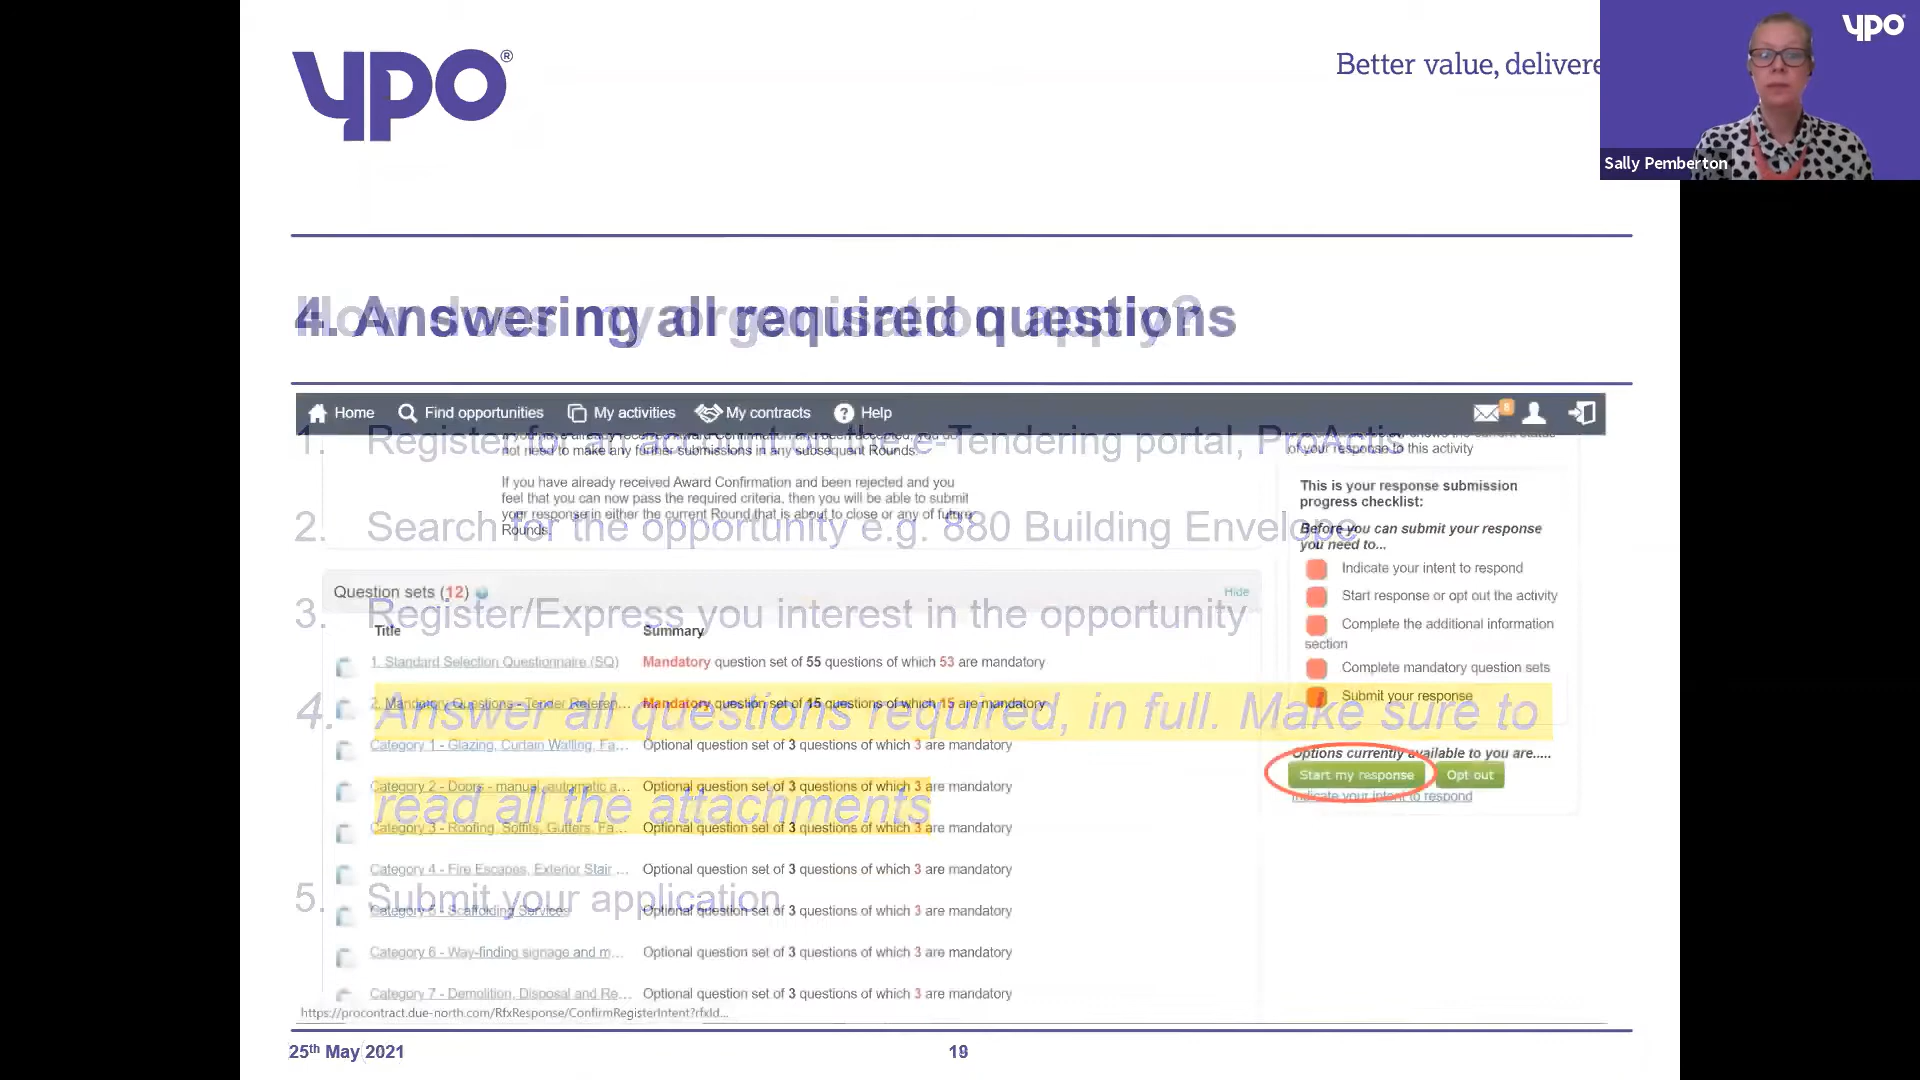 ypo®
Better value, delivere
ypo
Sally Pemberton
4. Answering all required questions
How does my organisation apply?
Home Find opportunities My activities My contracts Help
8
1. Register for an account on the e-Tendering portal, ProActis
not need to make any further submissions in any subsequent Rounds.
of your response to this activity
If you have already received Award Confirmation and been rejected and you
feel that you can now pass the required criteria, then you will be able to submit
your response in either the current Round that is about to close or any of future
Rounds.
This is your response submission
progress checklist:
2. Search for the opportunity e.g. 880 Building Envelope
Before you can submit your response
you need to...
Indicate your intent to respond
Start response or opt out the activity
Complete the additional information
section
Complete mandatory question sets
Submit your response
Question sets (12)
Hide
3. Register/Express you interest in the opportunity
Title Summary
1. Standard Selection Questionnaire (SQ) Mandatory question set of 55 questions of which 53 are mandatory
2. Mandatory Questions - Tender Referen... Mandatory question set of 15 questions of which 15 are mandatory
4. Answer all questions required, in full. Make sure to
read all the attachments
Category 1 - Glazing, Curtain Walling, Fa... Optional question set of 3 questions of which 3 are mandatory
Options currently available to you are.....
Start my response Opt out
Indicate your intent to respond
Category 2 - Doors - manual, automatic a... Optional question set of 3 questions of which 3 are mandatory
Category 3 - Roofing, Soffits, Gutters, Fa... Optional question set of 3 questions of which 3 are mandatory
Category 4 - Fire Escapes, Exterior Stair ... Optional question set of 3 questions of which 3 are mandatory
5. Submit your application
Category 5 - Scaffolding Services Optional question set of 3 questions of which 3 are mandatory
Category 6 - Way-finding signage and m... Optional question set of 3 questions of which 3 are mandatory
Category 7 - Demolition, Disposal and Re... Optional question set of 3 questions of which 3 are mandatory
https://procontract.due-north.com/RfxResponse/ConfirmRegisterIntent?rfxId...
25th May 2021
19